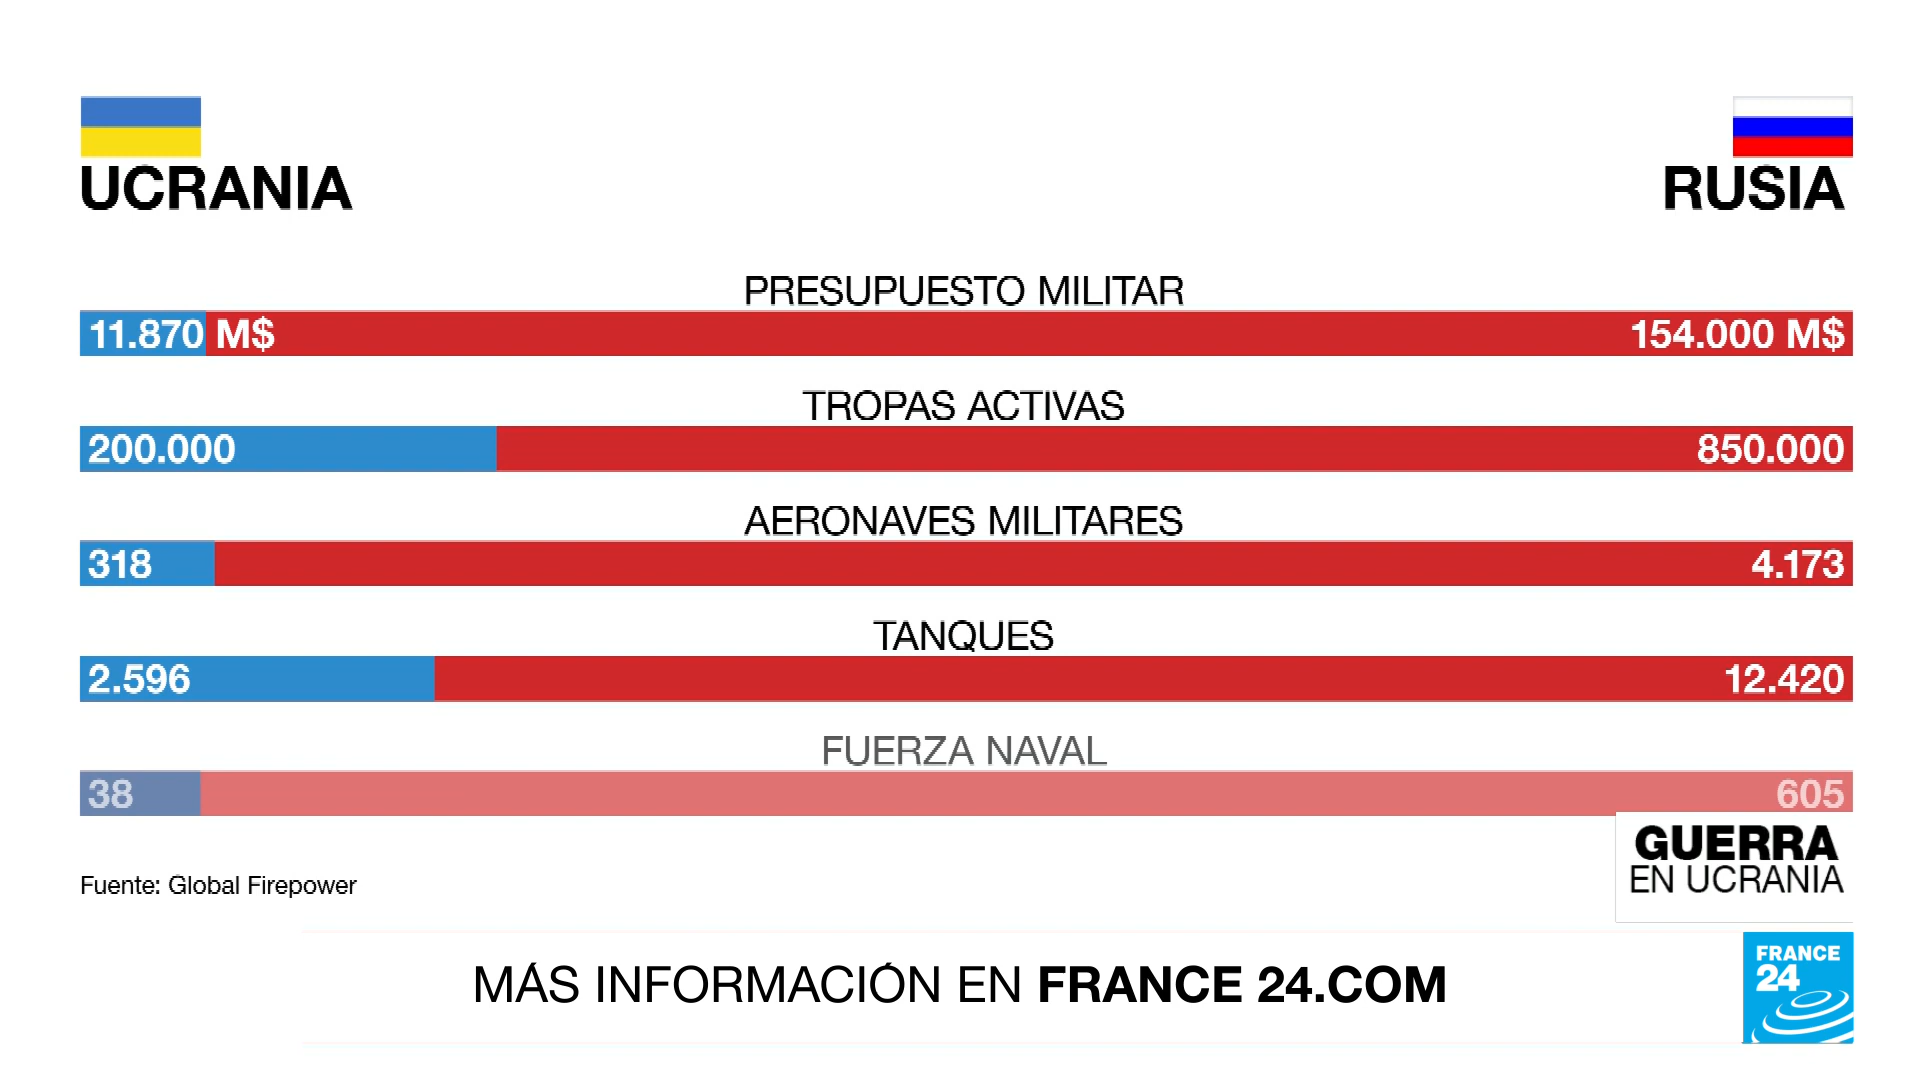 UCRANIA
RUSIA
PRESUPUESTO MILITAR
11.870 M$
154.000 M$
TROPAS ACTIVAS
200.000
850.000
AERONAVES MILITARES
318
4.173
TANQUES
2.596
12.420
FUERZA NAVAL
38
605
GUERRA
EN UCRANIA
Fuente: Global Firepower
MÁS INFORMACIÓN EN FRANCE 24.COM
FRANCE
24